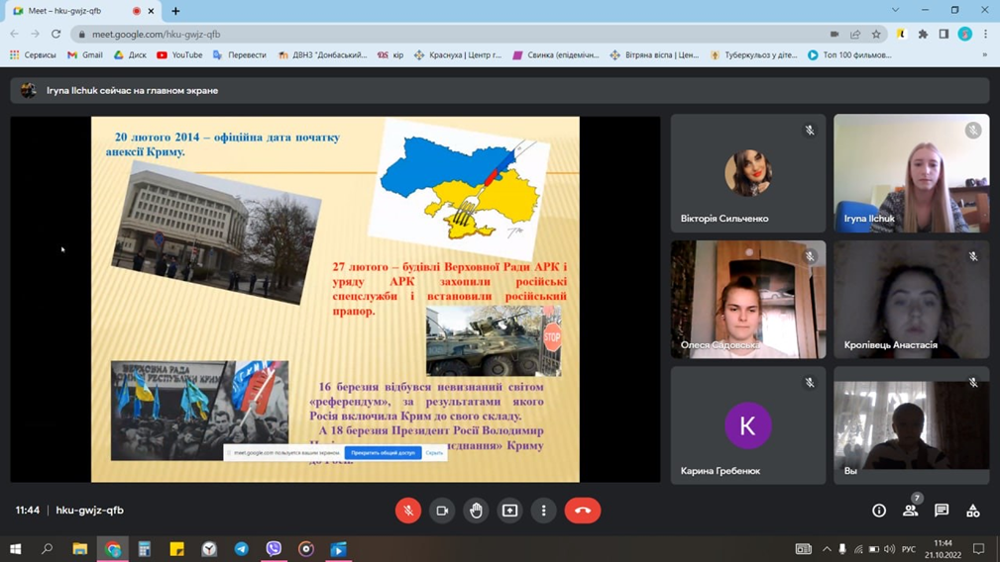 Meet – hku-gwjz-qfb
meet.google.com/hku-gwjz-qfb
Сервисы
Gmail
Диск
YouTube
Перевести
ДВНЗ "Донбаський...
кір
Краснуха | Центр г...
Свинка (епідемічн...
Вітряна віспа | Цен...
Туберкульоз у діте...
Топ 100 фильмов...
Iryna Ilchuk сейчас на главном экране
20 лютого 2014 – офіційна дата початку
анексії Криму.
27 лютого – будівлі Верховної Ради АРК і
уряду АРК захопили російські
спецслужби і встановили російський
прапор.
STOP
ВЕРХОВНА РАДА
РЕСПУБЛІКИ КРИМ
16 березня відбувся невизнаний світом
«референдум», за результатами якого
Росія включила Крим до свого складу.
А 18 березня Президент Росії Володимир
Криму
meet.google.com пользуется вашим экраном.
Прекратить общий доступ
Скрыть
Вікторія Сильченко
Iryna Ilchuk
Олеся Садовська
Кролівець Анастасія
К
Карина Гребенюк
Вы
11:44 | hku-gwjz-qfb
7
РУС
11:44
21.10.2022